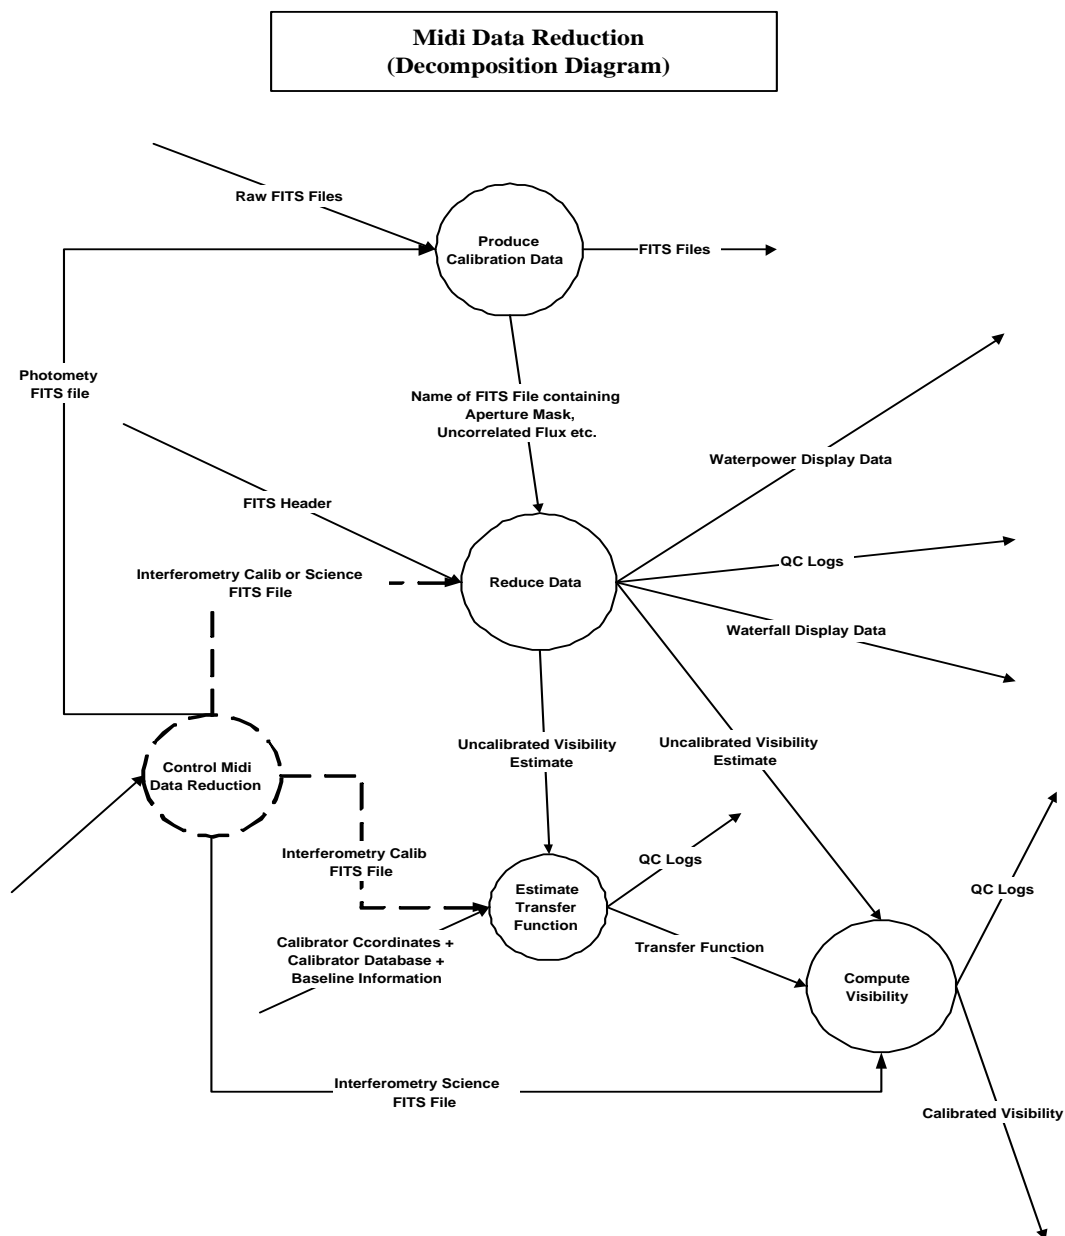 Midi Data Reduction
(Decomposition Diagram)
Raw FITS Files
Produce
Calibration Data
FITS Files
Photomety
FITS file
Name of FITS File containing
Aperture Mask,
Uncorrelated Flux etc.
Waterpower Display Data
FITS Header
QC Logs
Interferometry Calib or Science
FITS File
Reduce Data
Waterfall Display Data
Uncalibrated Visibility
Estimate
Uncalibrated Visibility
Estimate
Control Midi
Data Reduction
Interferometry Calib
FITS File
QC Logs
Estimate
Transfer
Function
QC Logs
Calibrator Ccordinates +
Calibrator Database +
Baseline Information
Transfer Function
Compute
Visibility
Interferometry Science
FITS File
Calibrated Visibility